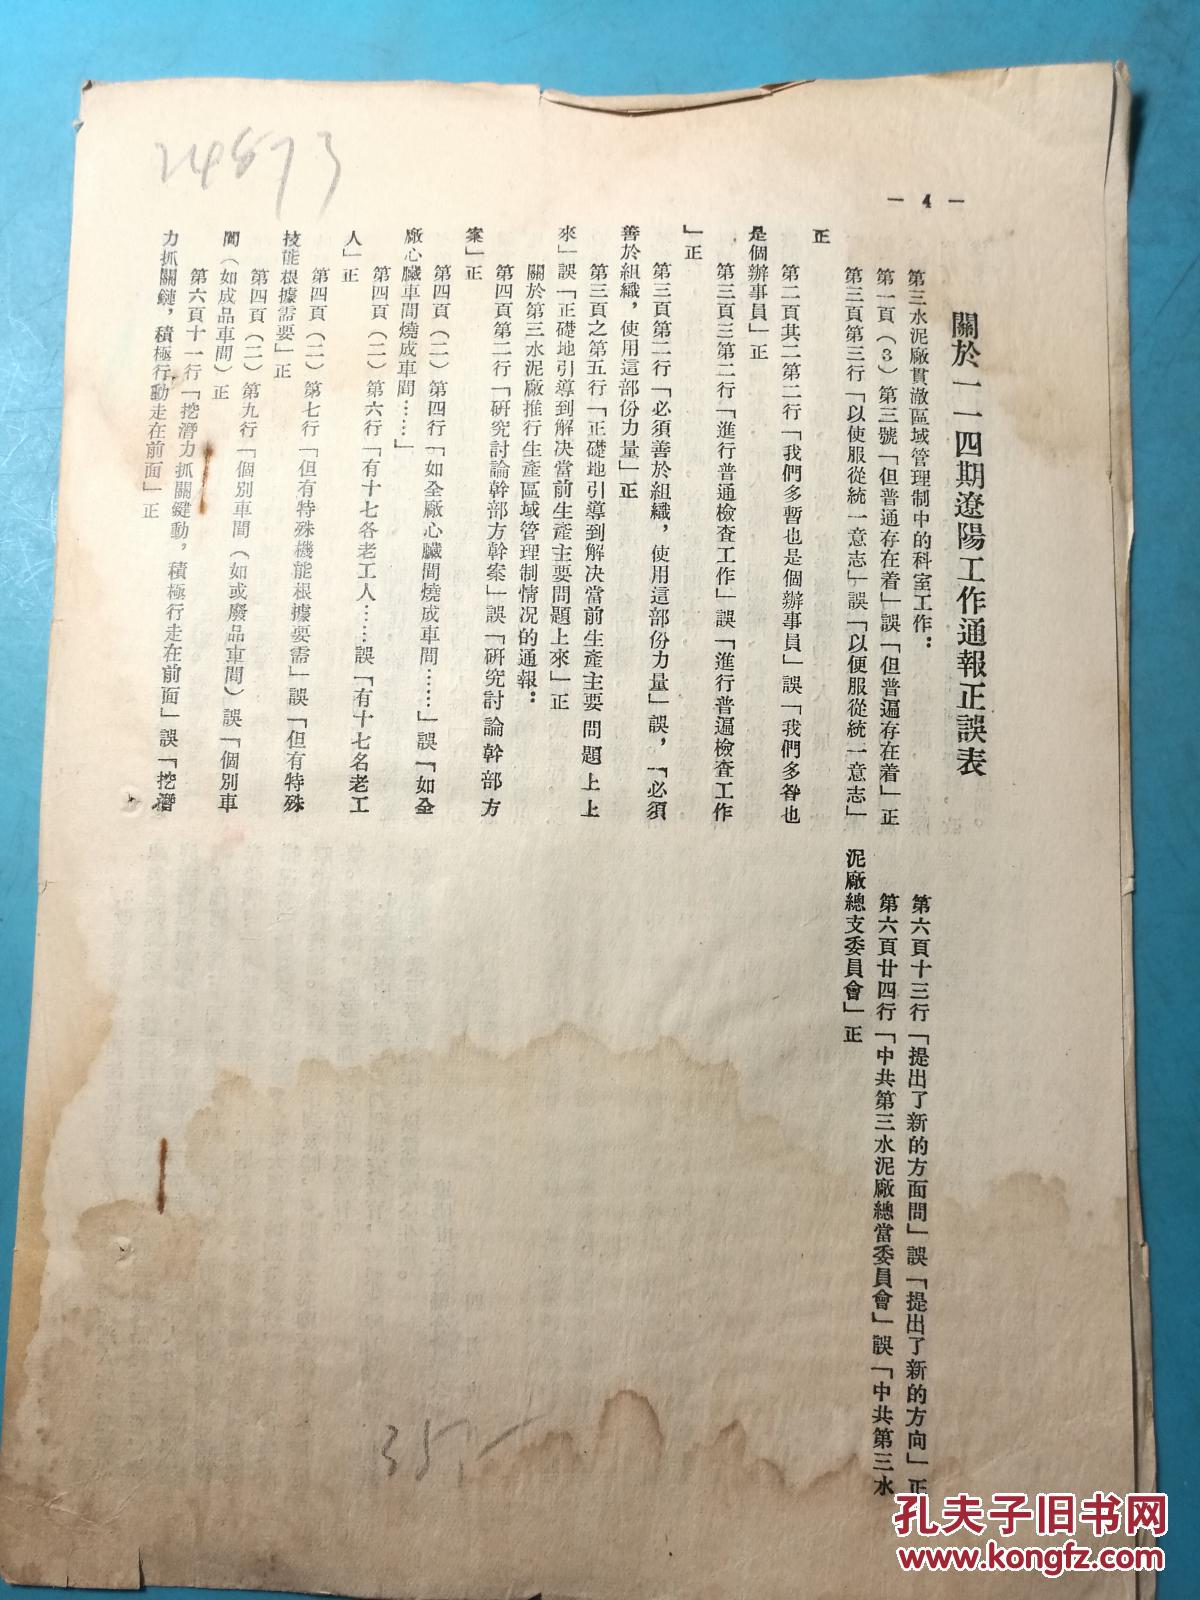 24873
— 4 —
關於一一四期遼陽工作通報正誤表
第三水泥廠貫澈區域管理制中的科室工作：
第一頁（3）第三號「但普通存在着」誤「但普遍存在着」正
第三頁第三行「以使服從統一意志」誤「以便服從統一意志」
正
第二頁共二第二行「我們多暫也是個辦事員」誤「我們多昝也
是個辦事員」正
第三頁三第二行「進行普通檢查工作」誤「進行普遍檢查工作
」正
第三頁第二行「必須善於組織，使用這部份力量」誤，「必須
善於組織，使用這部份力量」正
第三頁之第五行「正礎地引導到解决當前生產主要問題上上
來」誤「正礎地引導到解决當前生產主要問題上來」正
關於第三水泥廠推行生產區域管理制情况的通報：
第四頁第二行「研究討論幹部方幹案」誤「研究討論幹部方
案」正
第四頁（二）第四行「如全廠心臟間燒成車間……」誤「如全
廠心臟車間燒成車間……」
第四頁（二）第六行「有十七各老工人……誤「有十七名老工
人」正
第四頁（二）第七行「但有特殊機能根據要需」誤「但有特殊
技能根據需要」正
第四頁（二）第九行「個別車間（如或廢品車間）誤「個別車
間（如成品車間）正
第六頁十一行「挖潛力抓關鍵動，積極行走在前面」誤「挖潛
力抓關鏈，積極行動走在前面」正
第六頁十三行「提出了新的方面問」誤「提出了新的方向」正
第六頁廿四行「中共第三水泥廠總當委員會」誤「中共第三水
泥廠總支委員會」正
孔夫子旧书网
www.kongfz.com